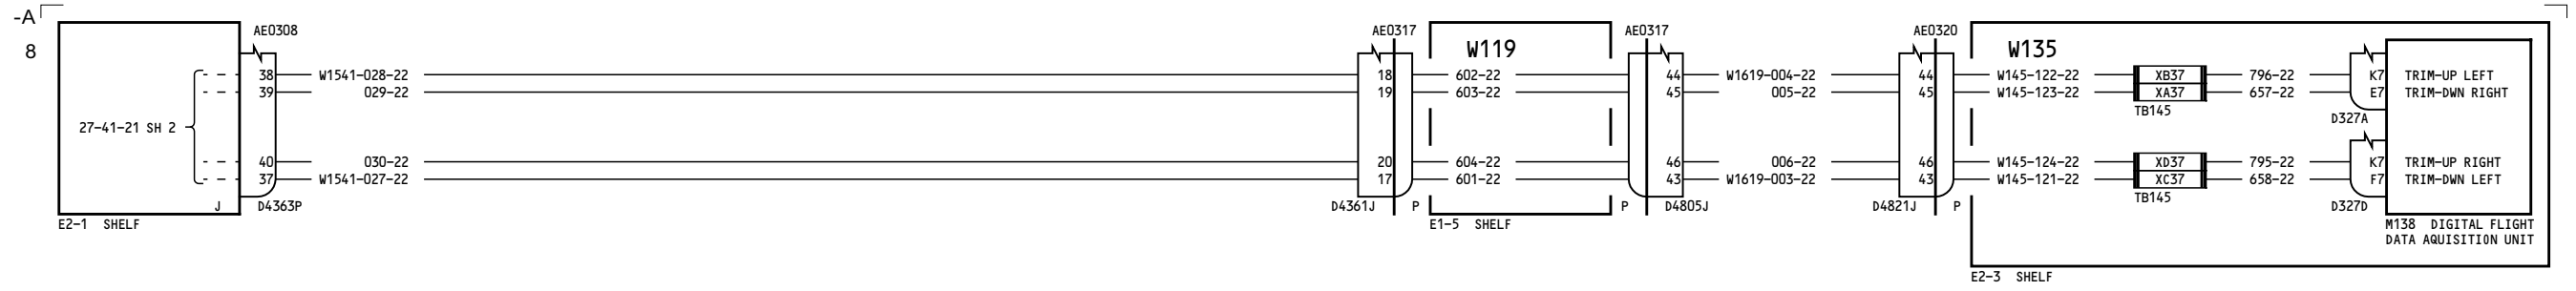 -A
8
AE0308 AE0317 AE0317 AE0320
W119 W135
38 W1541-028-22 18 602-22 44 W1619-004-22 44 W145-122-22 XB37 796-22 K7 TRIM-UP LEFT
39 029-22 19 603-22 45 005-22 45 W145-123-22 XA37 657-22 E7 TRIM-DWN RIGHT
TB145
D327A
27-41-21 SH 2
40 030-22 20 604-22 46 006-22 46 W145-124-22 XD37 795-22 K7 TRIM-UP RIGHT
37 W1541-027-22 17 601-22 43 W1619-003-22 43 W145-121-22 XC37 658-22 F7 TRIM-DWN LEFT
TB145
J D4363P D4361J P P D4805J D4821J P D327D
E2-1 SHELF E1-5 SHELF M138 DIGITAL FLIGHT
DATA AQUISITION UNIT
E2-3 SHELF